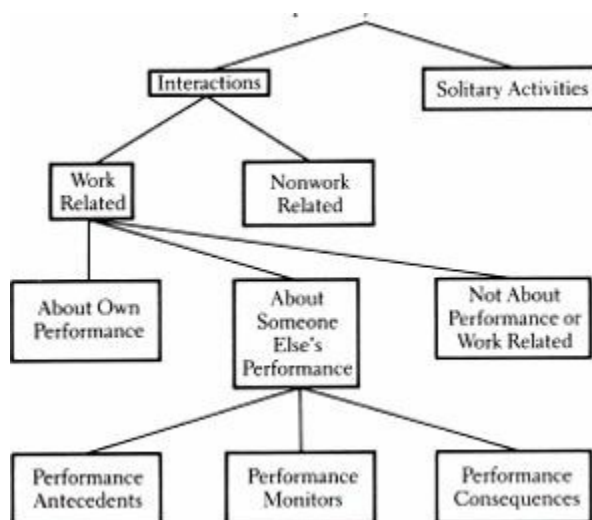 Interactions
Solitary Activities
Work
Related
Nonwork
Related
About Own
Performance
About
Someone
Else's
Performance
Not About
Performance or
Work Related
Performance
Antecedents
Performance
Monitors
Performance
Consequences